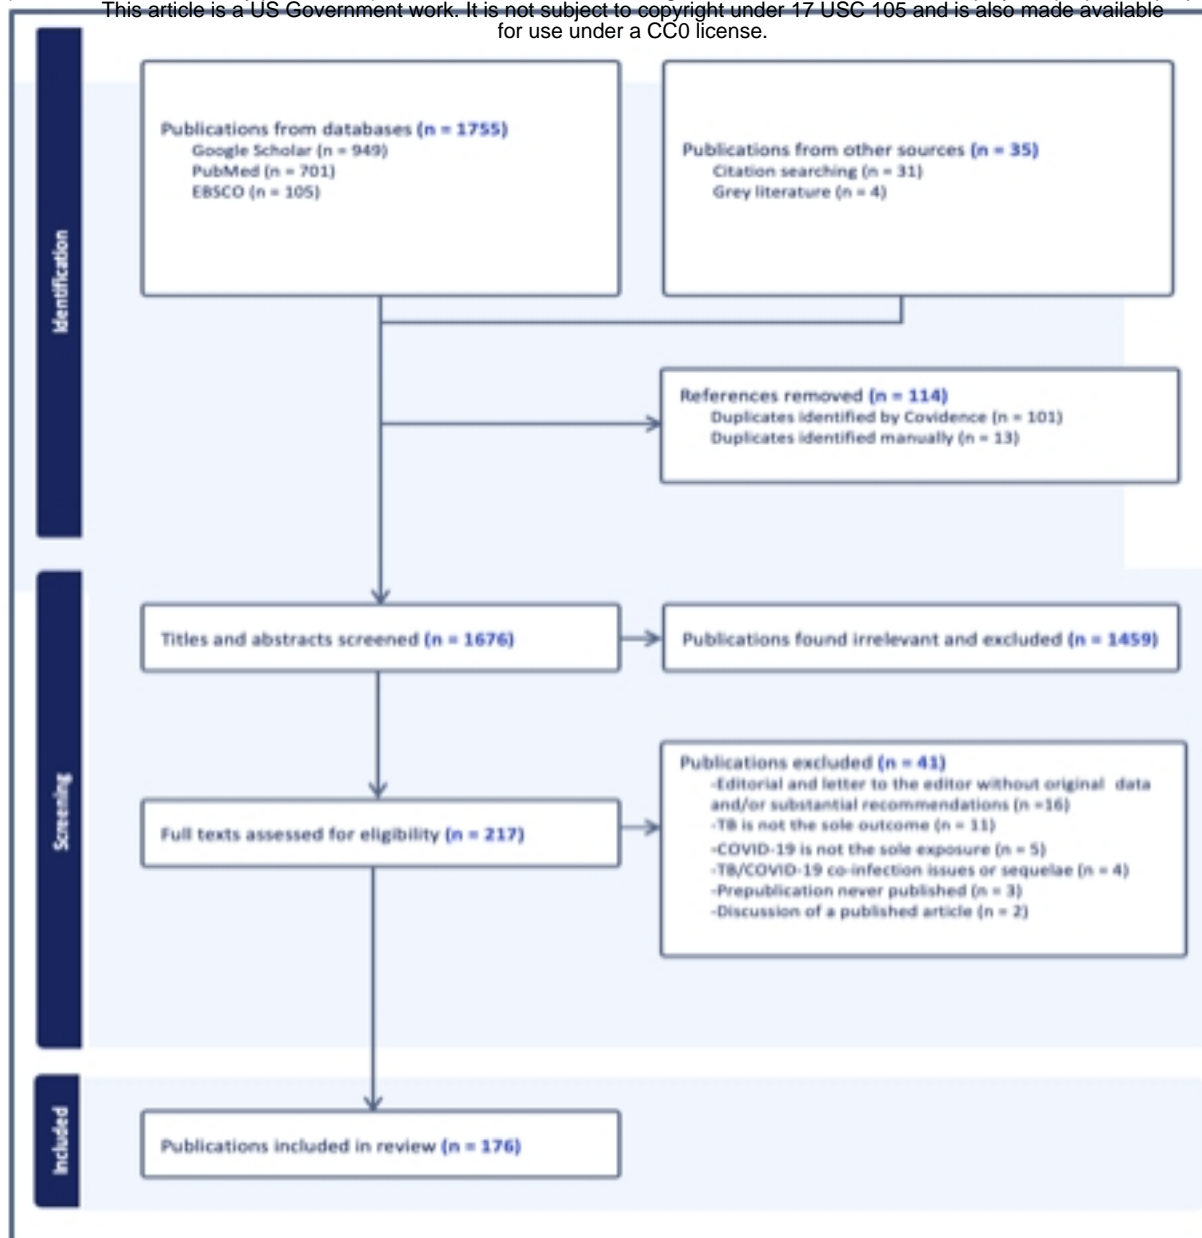 This article is a US Government work. It is not subject to copyright under 17 USC 105 and is also made available
for use under a CC0 license.
Identification
Publications from databases (n = 1755)
Google Scholar (n = 949)
PubMed (n = 701)
EBSCO (n = 105)
Publications from other sources (n = 35)
Citation searching (n = 31)
Grey literature (n = 4)
References removed (n = 114)
Duplicates identified by Covidence (n = 101)
Duplicates identified manually (n = 13)
Screening
Titles and abstracts screened (n = 1676)
Publications found irrelevant and excluded (n = 1459)
Full texts assessed for eligibility (n = 217)
Publications excluded (n = 41)
-Editorial and letter to the editor without original data
and/or substantial recommendations (n =16)
-TB is not the sole outcome (n = 11)
-COVID-19 is not the sole exposure (n = 5)
-TB/COVID-19 co-infection issues or sequelae (n = 4)
-Prepublication never published (n = 3)
-Discussion of a published article (n = 2)
Included
Publications included in review (n = 176)